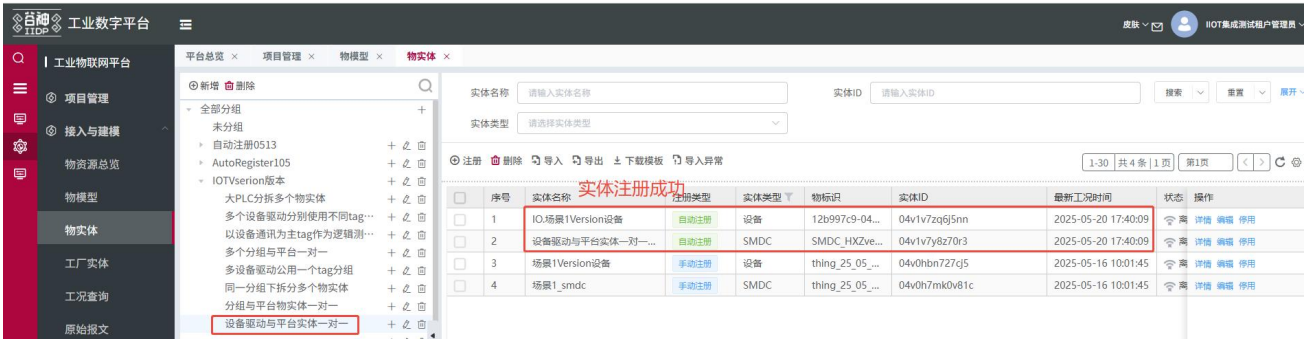 谷神 IIDP 工业数字平台 皮肤 IIOT集成测试租户管理员
工业物联网平台
项目管理
接入与建模
物资源总览
物模型
物实体
工厂实体
工况查询
原始报文
平台总览 × 项目管理 × 物模型 × 物实体 ×
新增 删除
全部分组
未分组
自动注册0513
AutoRegister105
IOTVserion版本
大PLC分拆多个物实体
多个设备驱动分别使用不同tag…
以设备通讯为主tag作为逻辑测…
多个分组与平台一对一
多设备驱动公用一个tag分组
同一分组下拆分多个物实体
分组与平台物实体一对一
设备驱动与平台实体一对一
实体名称 请输入实体名称 实体ID 请输入实体ID 搜索 重置 展开
实体类型 请选择实体类型
注册 删除 导入 导出 下载模板 导入异常 1-30 共4条 1页 第1页
实体注册成功
序号 实体名称 注册类型 实体类型 物标识 实体ID 最新工况时间 状态 操作
1 IO.场景1Version设备 自动注册 设备 12b997c9-04... 04v1v7zq6j5nn 2025-05-20 17:40:09 离 详情 编辑 停用
2 设备驱动与平台实体一对一... 自动注册 SMDC SMDC_HXZve... 04v1v7y8z70r3 2025-05-20 17:40:09 离 详情 编辑 停用
3 场景1Version设备 手动注册 设备 thing_25_05_... 04v0hbn727cj5 2025-05-16 10:01:45 离 详情 编辑 停用
4 场景1_smdc 手动注册 SMDC thing_25_05_... 04v0h7mk0v81c 2025-05-16 10:01:45 离 详情 编辑 停用